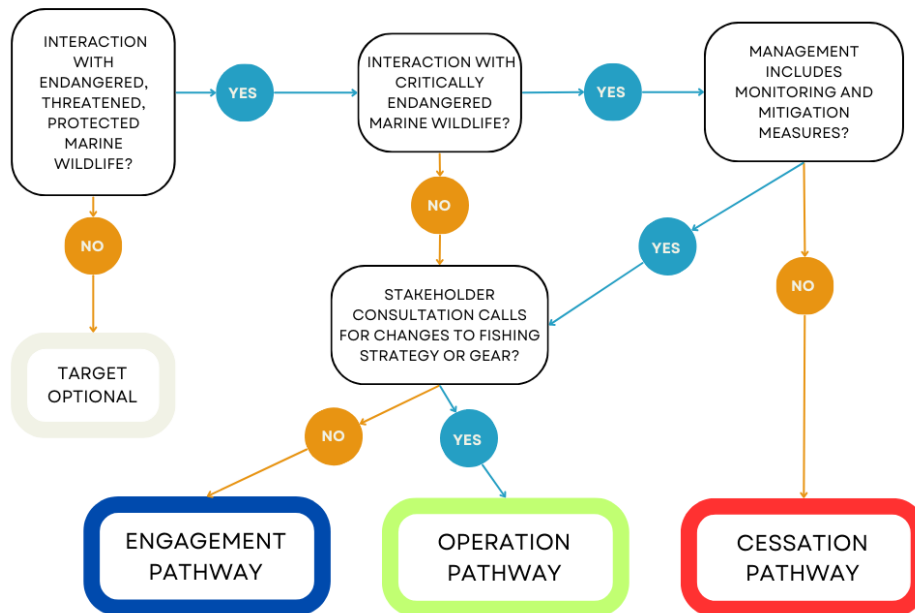 INTERACTION
WITH
ENDANGERED,
THREATENED,
PROTECTED
MARINE
WILDLIFE?
YES
INTERACTION WITH
CRITICALLY
ENDANGERED
MARINE WILDLIFE?
YES
MANAGEMENT
INCLUDES
MONITORING AND
MITIGATION
MEASURES?
NO
NO
YES
NO
STAKEHOLDER
CONSULTATION CALLS
FOR CHANGES TO FISHING
STRATEGY OR GEAR?
TARGET
OPTIONAL
NO
YES
ENGAGEMENT
PATHWAY
OPERATION
PATHWAY
CESSATION
PATHWAY